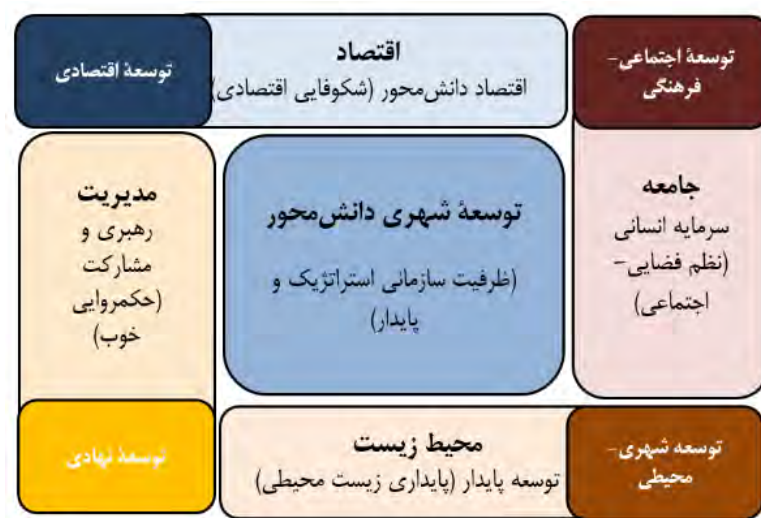 توسعهٔ اجتماعی-
فرهنگی
اقتصاد
اقتصاد دانش‌محور (شکوفایی اقتصادی)
توسعهٔ اقتصادی
جامعه
سرمایه انسانی
(نظم فضایی-
اجتماعی)
توسعهٔ شهری دانش‌محور
(ظرفیت سازمانی استراتژیک و
پایدار)
مدیریت
رهبری و
مشارکت
(حکمروایی
خوب)
توسعه شهری-
محیطی
محیط زیست
توسعه پایدار (پایداری زیست محیطی)
توسعهٔ نهادی